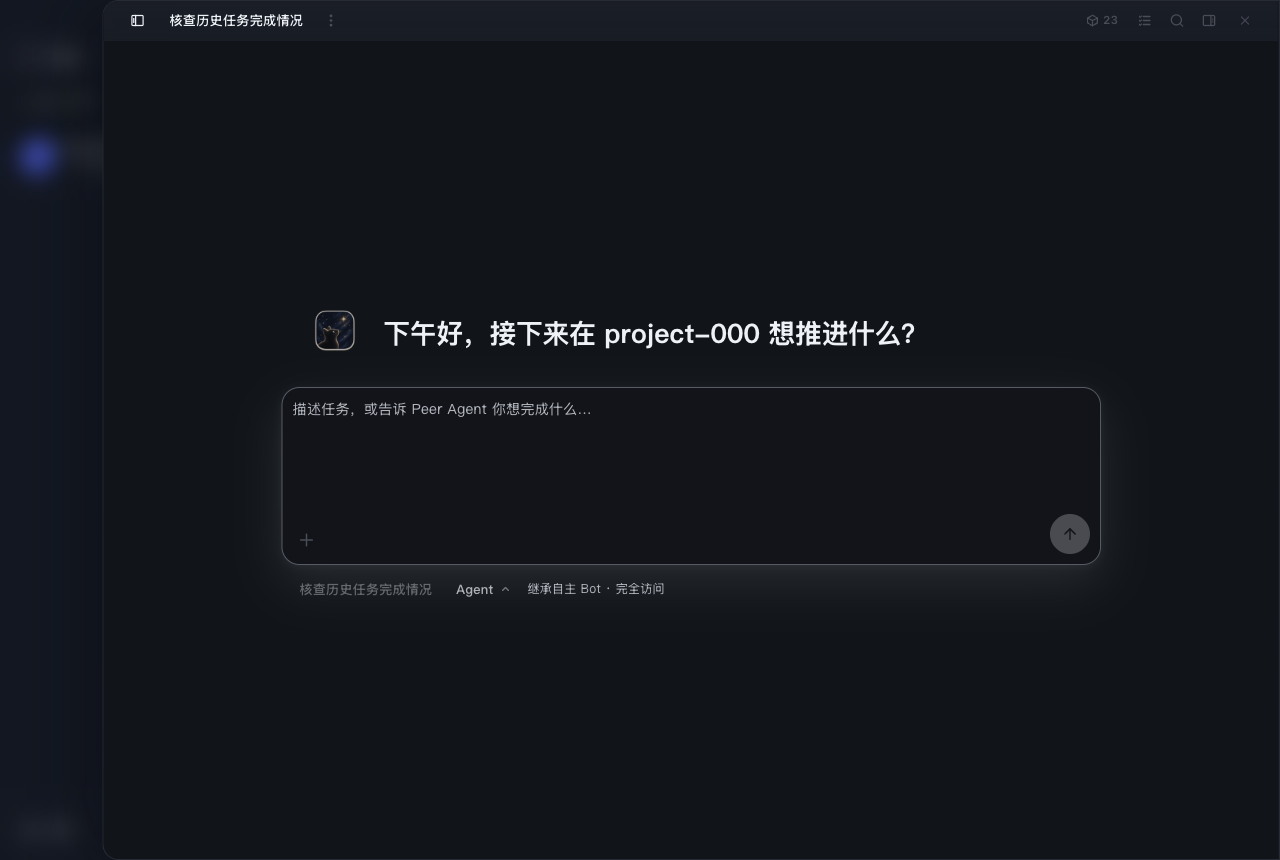 核查历史任务完成情况
23
下午好，接下来在 project-000 想推进什么？
描述任务，或告诉 Peer Agent 你想完成什么...
核查历史任务完成情况 Agent 继承自主 Bot · 完全访问